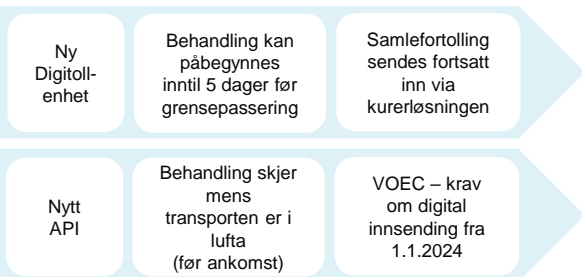 Ny
Digitoll-
enhet
Behandling kan
påbegynnes
inntil 5 dager før
grensepassering
Samlefortolling
sendes fortsatt
inn via
kurerløsningen
Nytt
API
Behandling skjer
mens
transporten er i
lufta
(før ankomst)
VOEC – krav
om digital
innsending fra
1.1.2024